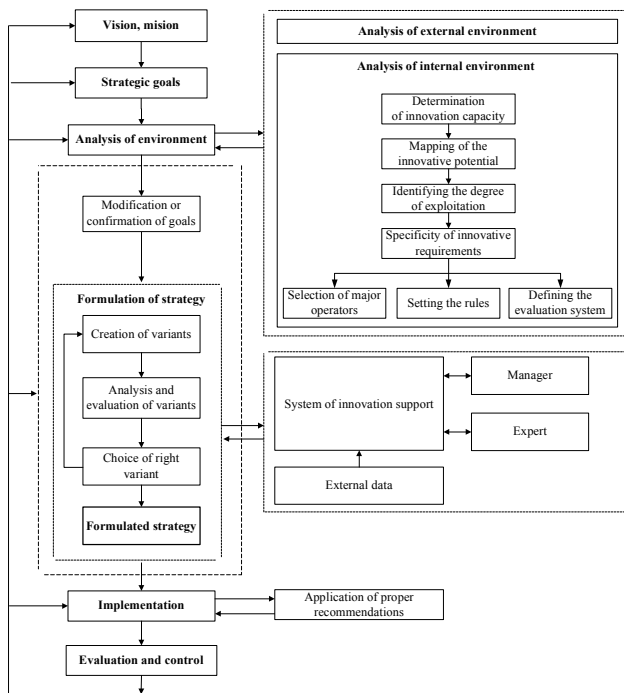 Vision, mision
Strategic goals
Analysis of environment
Modification or
confirmation of goals
Formulation of strategy
Creation of variants
Analysis and
evaluation of variants
Choice of right
variant
Formulated strategy
Implementation
Evaluation and control
Analysis of external environment
Analysis of internal environment
Determination
of innovation capacity
Mapping of the
innovative potential
Identifying the degree
of exploitation
Specificity of innovative
requirements
Selection of major
operators
Setting the rules
Defining the
evaluation system
System of innovation support
Manager
Expert
External data
Application of proper
recommendations